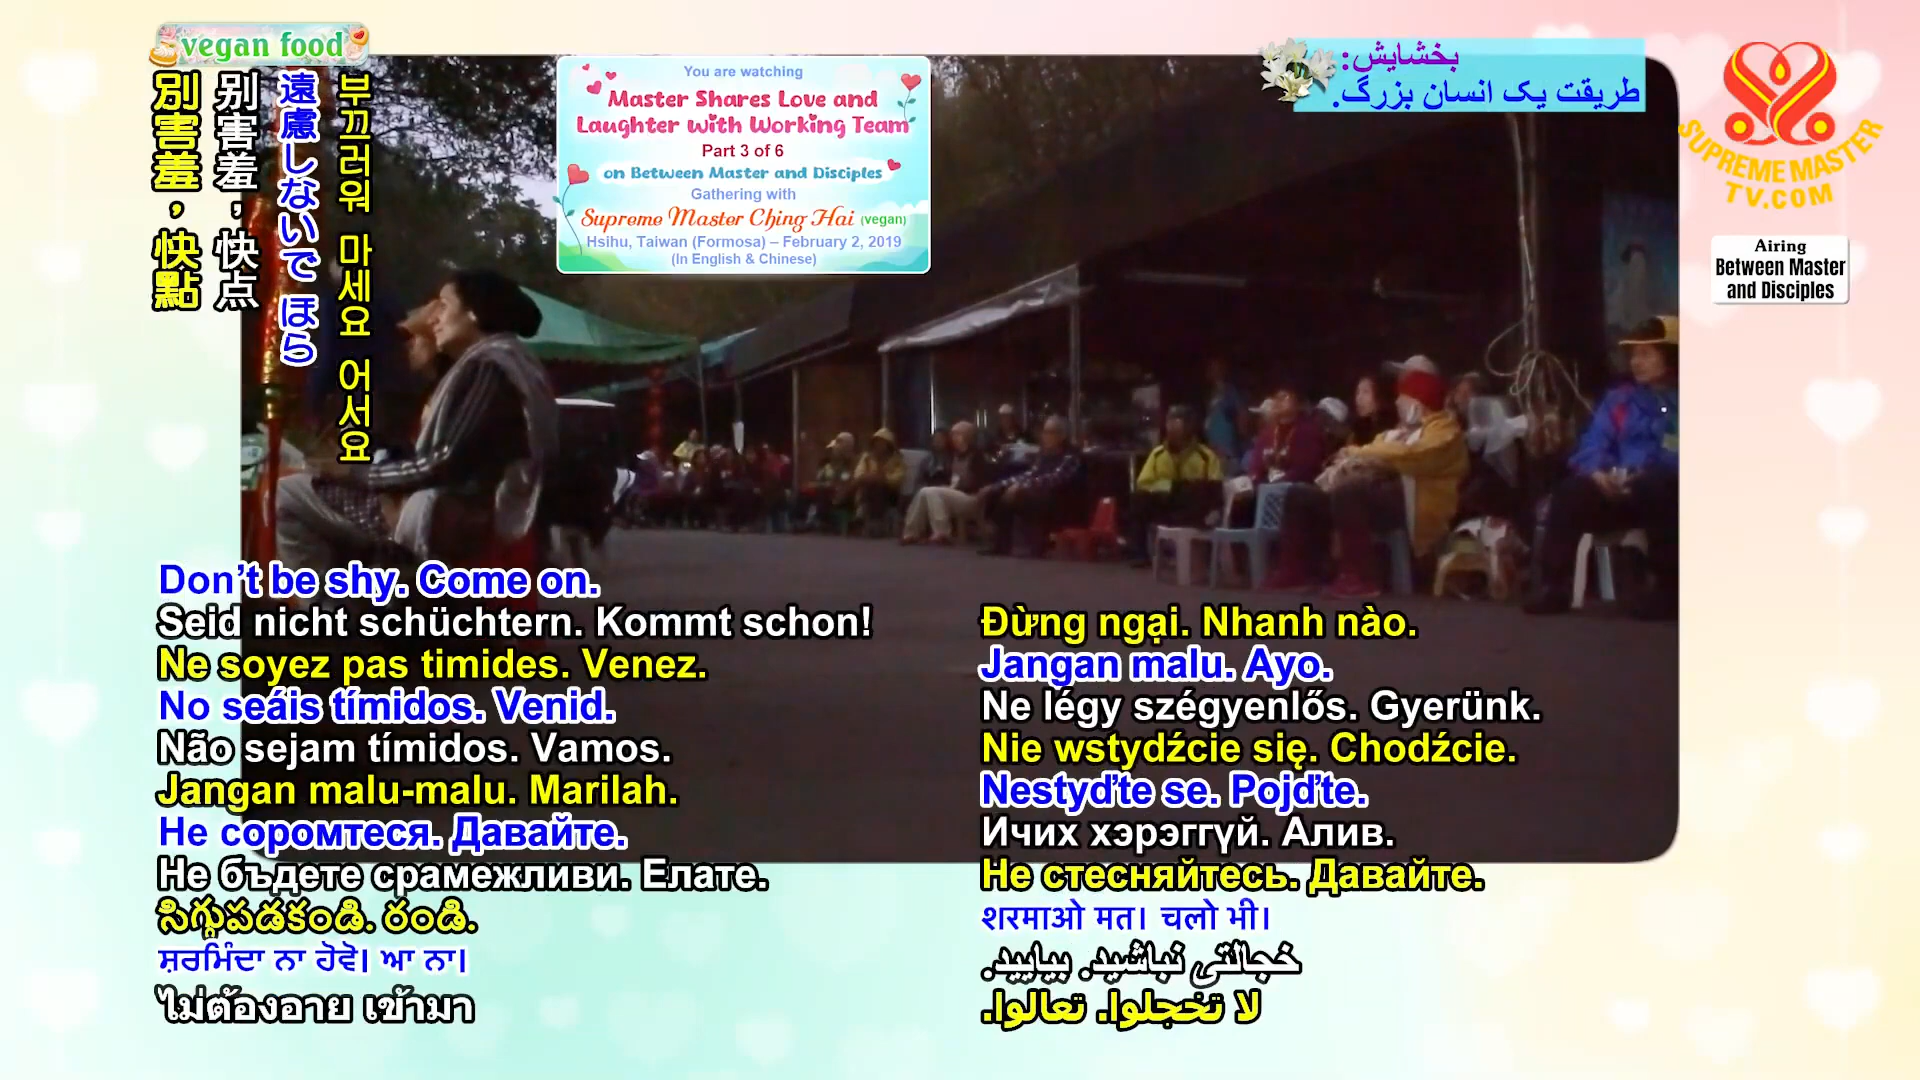 vegan food
別害羞，快點
别害羞，快点
遠慮しないで ほら
부끄러워 마세요 어서요
You are watching
Master Shares Love and
Laughter with Working Team
Part 3 of 6
on Between Master and Disciples
Gathering with
Supreme Master Ching Hai (vegan)
Hsihu, Taiwan (Formosa) – February 2, 2019
(In English & Chinese)
بخشایش:
طریقت یک انسان بزرگ.
SUPREME MASTER
TV.COM
Airing
Between Master
and Disciples
Don’t be shy. Come on.
Seid nicht schüchtern. Kommt schon!
Ne soyez pas timides. Venez.
No seáis tímidos. Venid.
Não sejam tímidos. Vamos.
Jangan malu-malu. Marilah.
Не соромтеся. Давайте.
Не бъдете срамежливи. Елате.
సిగ్గుపడకండి. రండి.
ਸ਼ਰਮਿੰਦਾ ਨਾ ਹੋਵੋ। ਆ ਨਾ।
ไม่ต้องอาย เข้ามา
Đừng ngại. Nhanh nào.
Jangan malu. Ayo.
Ne légy szégyenlős. Gyerünk.
Nie wstydźcie się. Chodźcie.
Nestyďte se. Pojďte.
Ичих хэрэггүй. Алив.
Не стесняйтесь. Давайте.
शरमाओ मत। चलो भी।
خجالتی نباشید. بیایید.
لا تخجلوا. تعالوا.